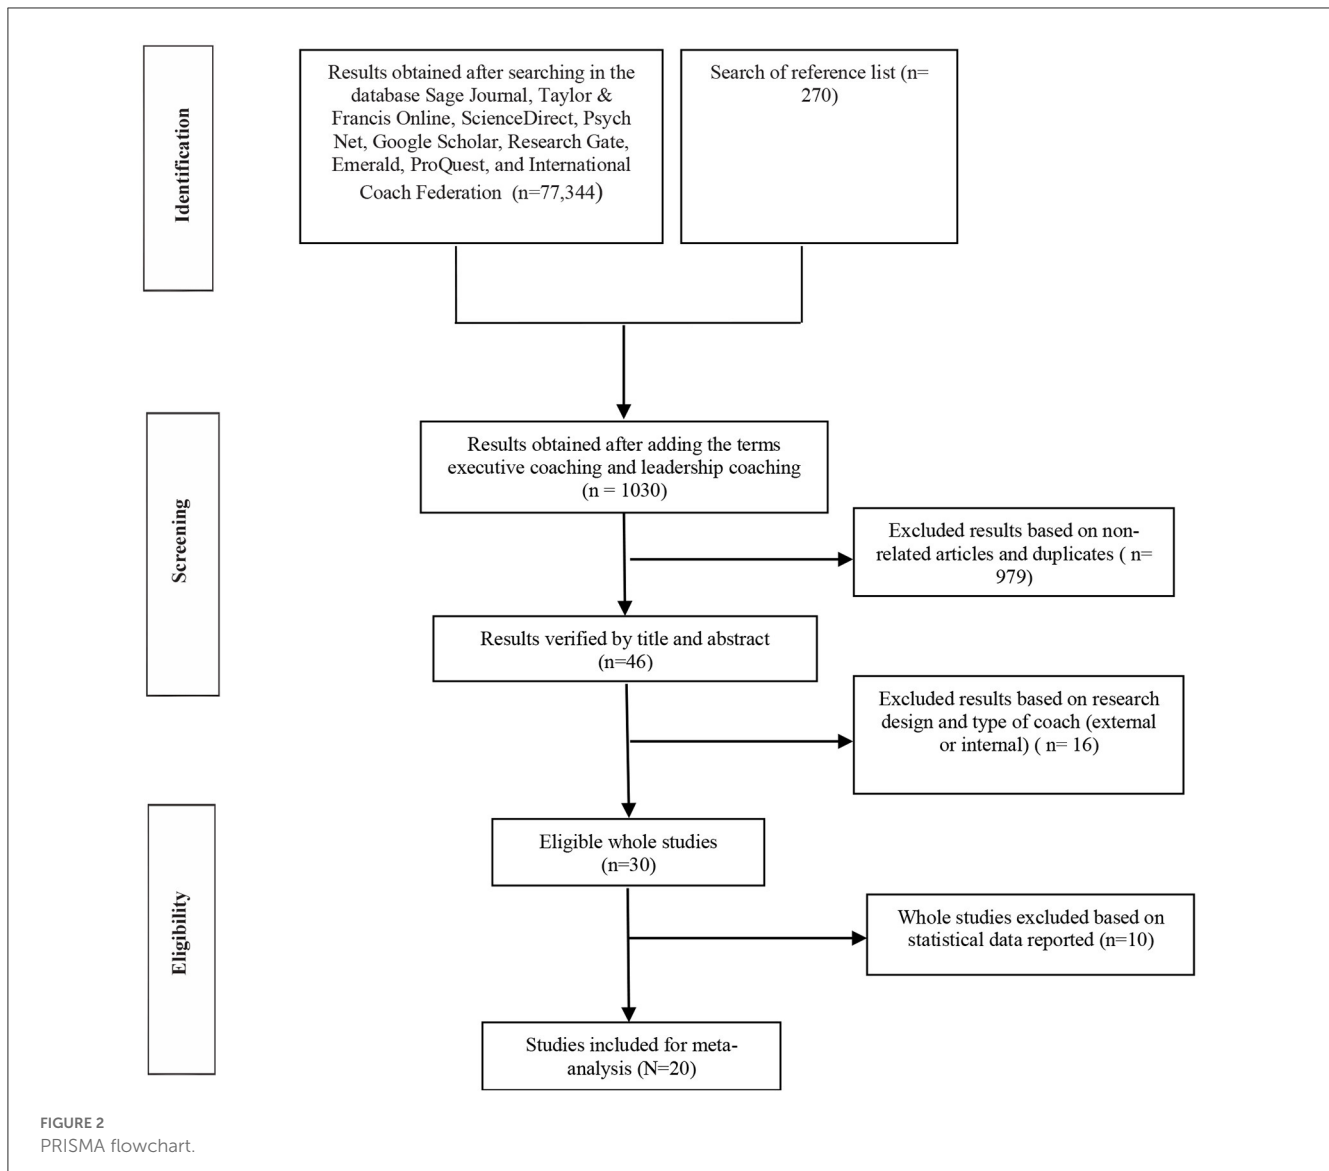 Identification
Results obtained after searching in the
database Sage Journal, Taylor &
Francis Online, ScienceDirect, Psych
Net, Google Scholar, Research Gate,
Emerald, ProQuest, and International
Coach Federation (n=77,344)
Search of reference list (n=
270)
Screening
Results obtained after adding the terms
executive coaching and leadership coaching
(n = 1030)
Excluded results based on non-
related articles and duplicates ( n=
979)
Results verified by title and abstract
(n=46)
Excluded results based on research
design and type of coach (external
or internal) ( n= 16)
Eligibility
Eligible whole studies
(n=30)
Whole studies excluded based on
statistical data reported (n=10)
Studies included for meta-
analysis (N=20)
FIGURE 2
PRISMA flowchart.